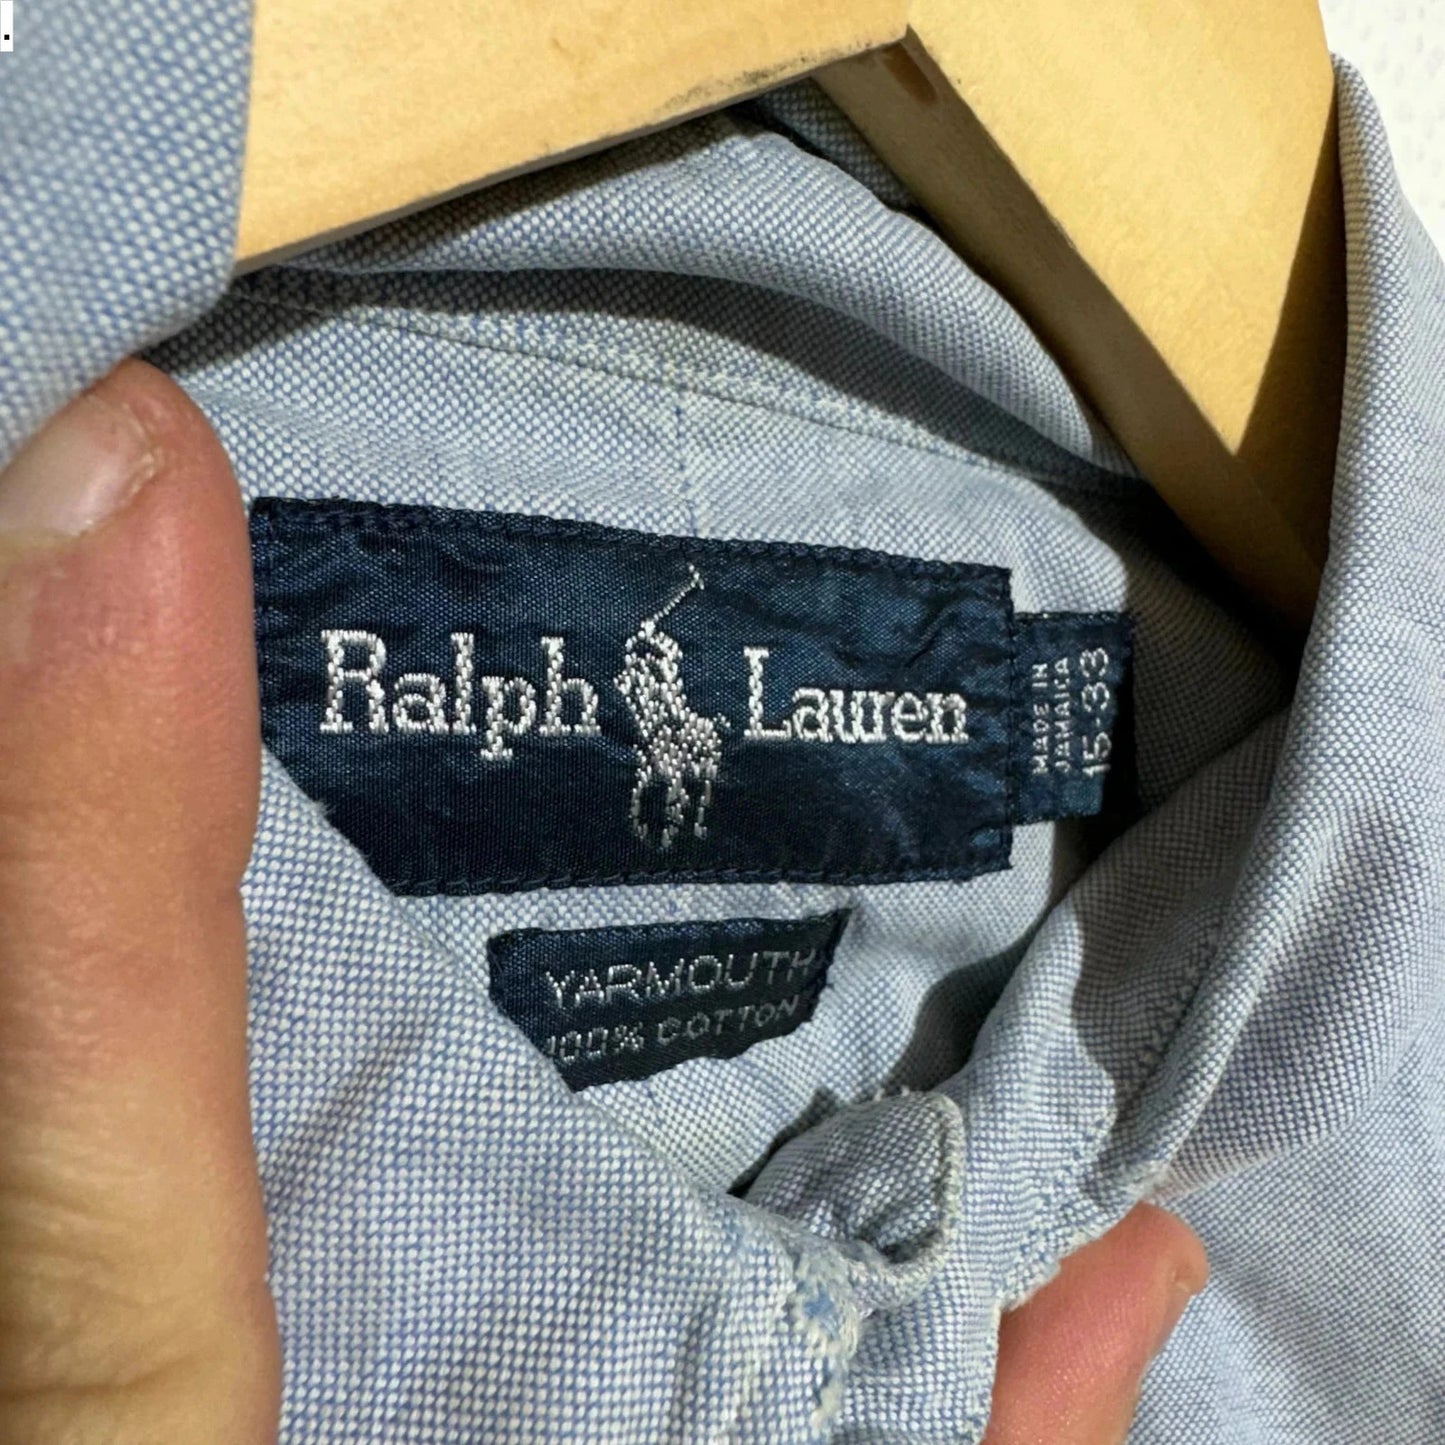 .
Ralph Lauren
MADE IN
JAMAICA
15-33
YARMOUTH
100% COTTON